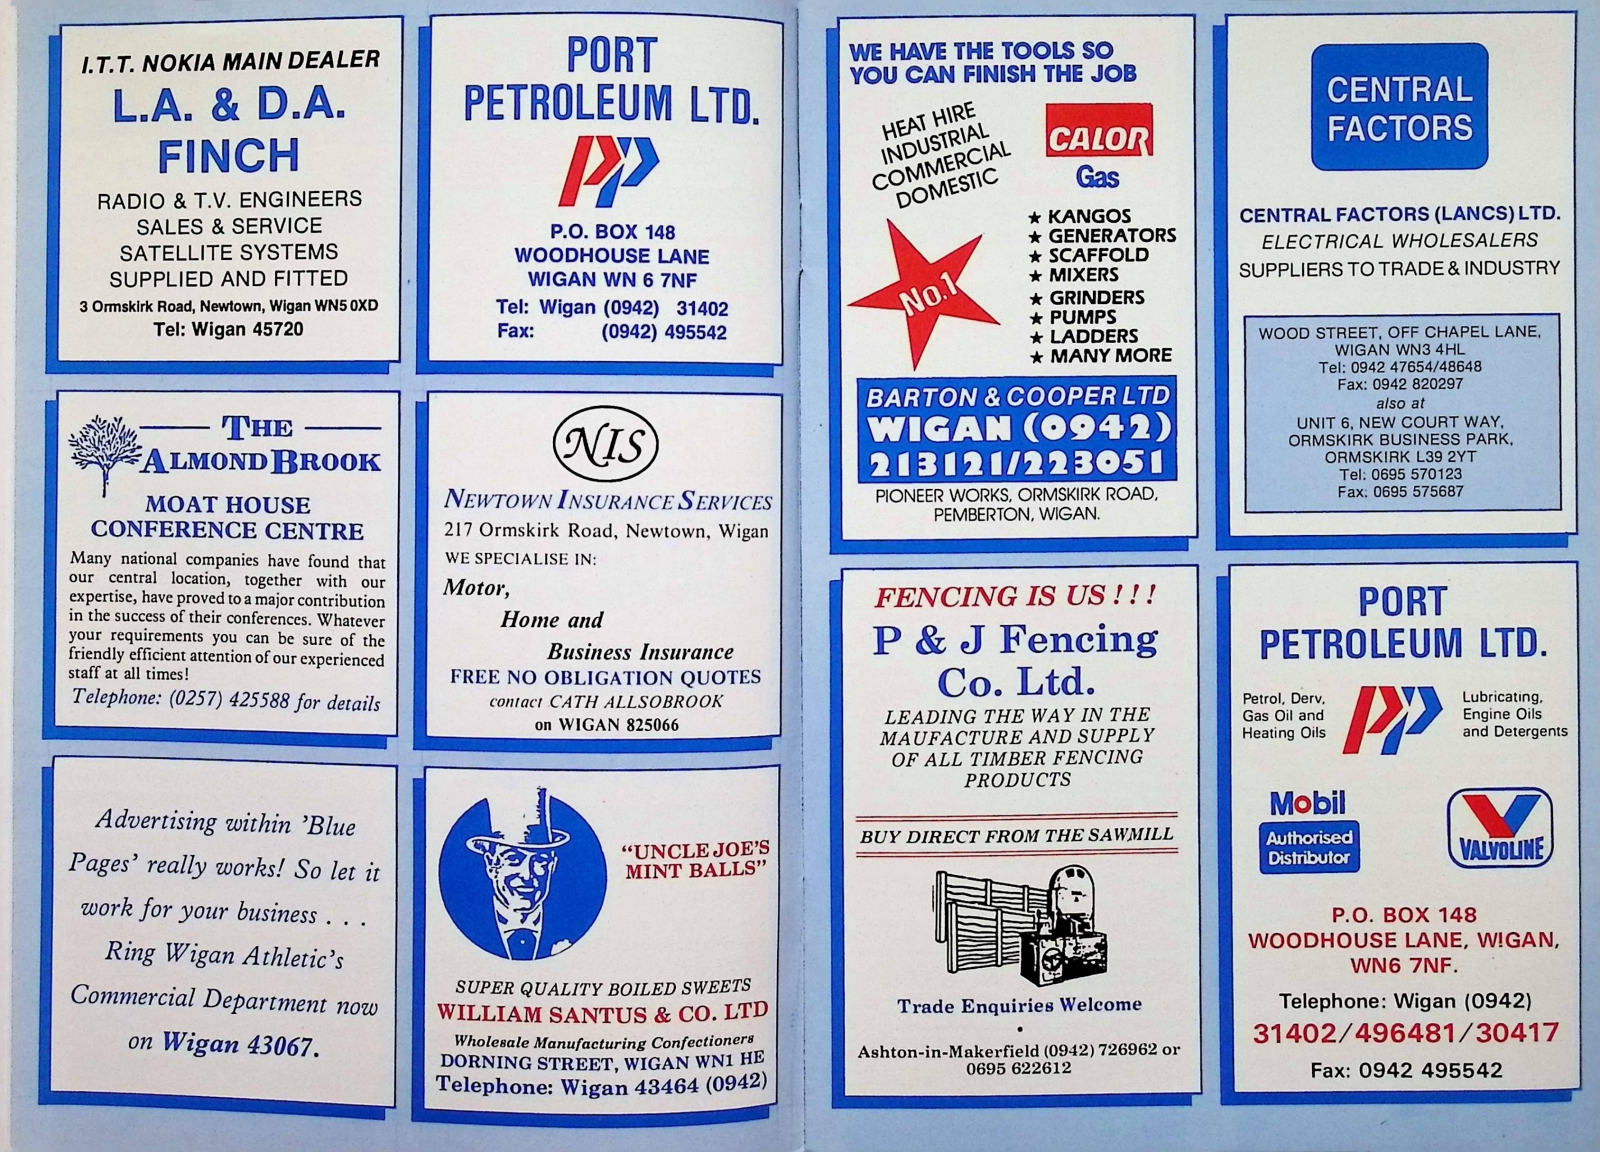 I.T.T. NOKIA MAIN DEALER
L.A. & D.A.
FINCH
RADIO & T.V. ENGINEERS
SALES & SERVICE
SATELLITE SYSTEMS
SUPPLIED AND FITTED
3 Ormskirk Road, Newtown, Wigan WN5 0XD
Tel: Wigan 45720
PORT
PETROLEUM LTD.
PP
P.O. BOX 148
WOODHOUSE LANE
WIGAN WN 6 7NF
Tel: Wigan (0942) 31402
Fax: (0942) 495542
THE
ALMOND BROOK
MOAT HOUSE
CONFERENCE CENTRE
Many national companies have found that
our central location, together with our
expertise, have proved to a major contribution
in the success of their conferences. Whatever
your requirements you can be sure of the
friendly efficient attention of our experienced
staff at all times!
Telephone: (0257) 425588 for details
NIS
NEWTOWN INSURANCE SERVICES
217 Ormskirk Road, Newtown, Wigan
WE SPECIALISE IN:
Motor,
Home and
Business Insurance
FREE NO OBLIGATION QUOTES
contact CATH ALLSOBROOK
on WIGAN 825066
Advertising within 'Blue
Pages' really works! So let it
work for your business . . .
Ring Wigan Athletic's
Commercial Department now
on Wigan 43067.
"UNCLE JOE'S
MINT BALLS"
SUPER QUALITY BOILED SWEETS
WILLIAM SANTUS & CO. LTD
Wholesale Manufacturing Confectioners
DORNING STREET, WIGAN WN1 HE
Telephone: Wigan 43464 (0942)
WE HAVE THE TOOLS SO
YOU CAN FINISH THE JOB
HEAT HIRE
INDUSTRIAL
COMMERCIAL
DOMESTIC
CALOR
Gas
No.1
★ KANGOS
★ GENERATORS
★ SCAFFOLD
★ MIXERS
★ GRINDERS
★ PUMPS
★ LADDERS
★ MANY MORE
BARTON & COOPER LTD
WIGAN (0942)
213121/223051
PIONEER WORKS, ORMSKIRK ROAD,
PEMBERTON, WIGAN.
CENTRAL
FACTORS
CENTRAL FACTORS (LANCS) LTD.
ELECTRICAL WHOLESALERS
SUPPLIERS TO TRADE & INDUSTRY
WOOD STREET, OFF CHAPEL LANE,
WIGAN WN3 4HL
Tel: 0942 47654/48648
Fax: 0942 820297
also at
UNIT 6, NEW COURT WAY,
ORMSKIRK BUSINESS PARK,
ORMSKIRK L39 2YT
Tel: 0695 570123
Fax: 0695 575687
FENCING IS US ! ! !
P & J Fencing
Co. Ltd.
LEADING THE WAY IN THE
MAUFACTURE AND SUPPLY
OF ALL TIMBER FENCING
PRODUCTS
BUY DIRECT FROM THE SAWMILL
Trade Enquiries Welcome
•
Ashton-in-Makerfield (0942) 726962 or
0695 622612
PORT
PETROLEUM LTD.
Petrol, Derv,
Gas Oil and
Heating Oils
PP
Lubricating,
Engine Oils
and Detergents
Mobil
Authorised
Distributor
VALVOLINE
P.O. BOX 148
WOODHOUSE LANE, WIGAN,
WN6 7NF.
Telephone: Wigan (0942)
31402/496481/30417
Fax: 0942 495542